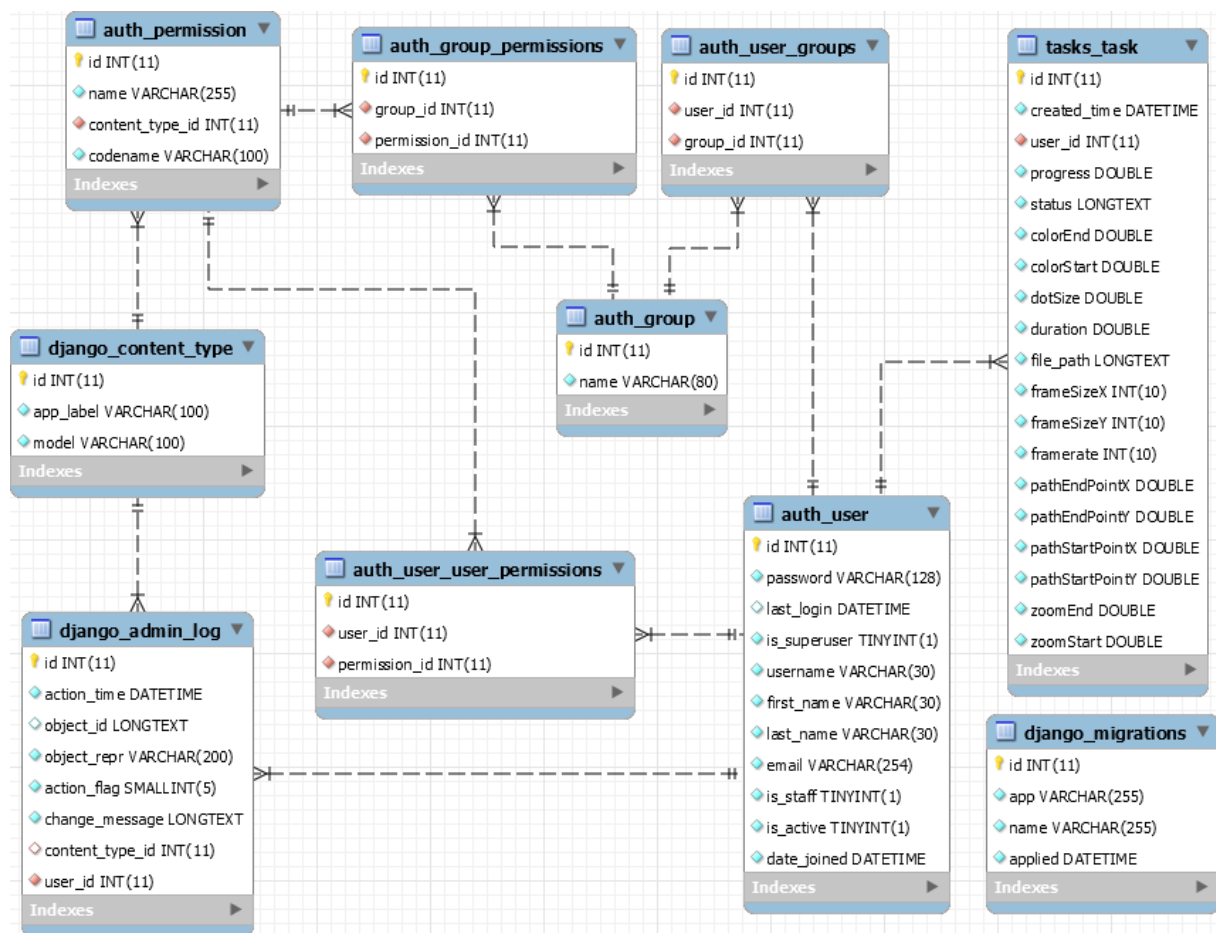 auth_permission
id INT(11)
name VARCHAR(255)
content_type_id INT(11)
codename VARCHAR(100)
Indexes
auth_group_permissions
id INT(11)
group_id INT(11)
permission_id INT(11)
Indexes
auth_user_groups
id INT(11)
user_id INT(11)
group_id INT(11)
Indexes
tasks_task
id INT(11)
created_time DATETIME
user_id INT(11)
progress DOUBLE
status LONGTEXT
colorEnd DOUBLE
colorStart DOUBLE
dotSize DOUBLE
duration DOUBLE
file_path LONGTEXT
frameSizeX INT(10)
frameSizeY INT(10)
framerate INT(10)
pathEndPointX DOUBLE
pathEndPointY DOUBLE
pathStartPointX DOUBLE
pathStartPointY DOUBLE
zoomEnd DOUBLE
zoomStart DOUBLE
Indexes
auth_group
id INT(11)
name VARCHAR(80)
Indexes
django_content_type
id INT(11)
app_label VARCHAR(100)
model VARCHAR(100)
Indexes
auth_user_user_permissions
id INT(11)
user_id INT(11)
permission_id INT(11)
Indexes
auth_user
id INT(11)
password VARCHAR(128)
last_login DATETIME
is_superuser TINYINT(1)
username VARCHAR(30)
first_name VARCHAR(30)
last_name VARCHAR(30)
email VARCHAR(254)
is_staff TINYINT(1)
is_active TINYINT(1)
date_joined DATETIME
Indexes
django_admin_log
id INT(11)
action_time DATETIME
object_id LONGTEXT
object_repr VARCHAR(200)
action_flag SMALLINT(5)
change_message LONGTEXT
content_type_id INT(11)
user_id INT(11)
Indexes
django_migrations
id INT(11)
app VARCHAR(255)
name VARCHAR(255)
applied DATETIME
Indexes